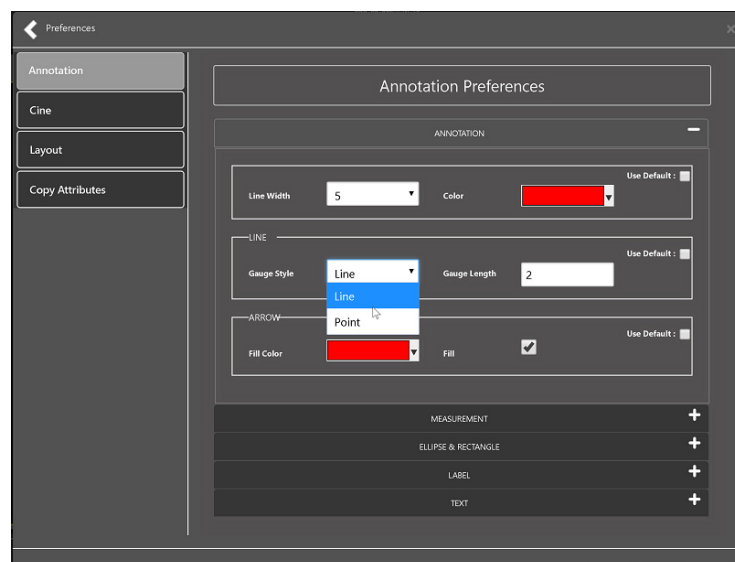 Preferences
Annotation
Cine
Layout
Copy Attributes
Annotation Preferences
ANNOTATION
Use Default :
Line Width 5 Color
LINE
Use Default :
Gauge Style Line Gauge Length 2
Line
Point
ARROW
Use Default :
Fill Color Fill
MEASUREMENT
ELLIPSE & RECTANGLE
LABEL
TEXT